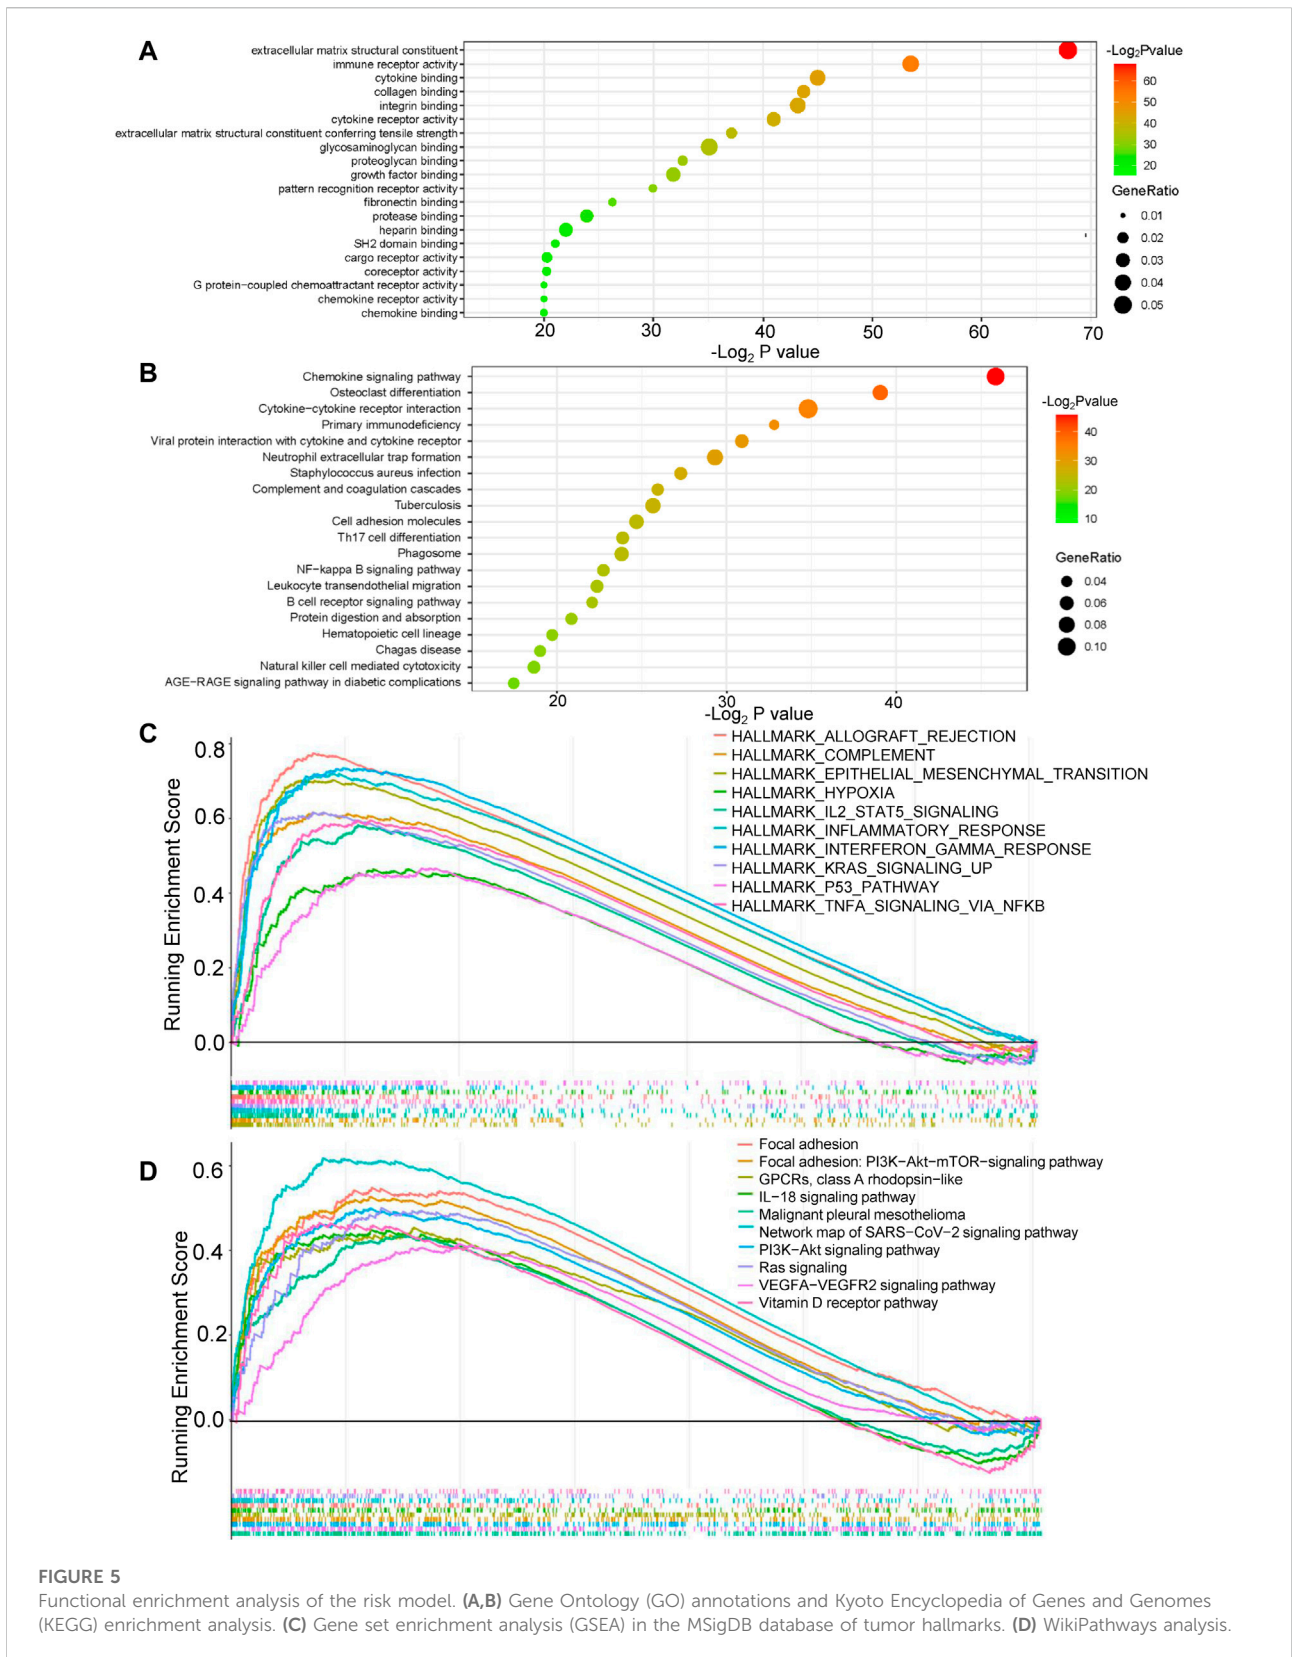 A
extracellular matrix structural constituent
immune receptor activity
cytokine binding
collagen binding
integrin binding
cytokine receptor activity
extracellular matrix structural constituent conferring tensile strength
glycosaminoglycan binding
proteoglycan binding
growth factor binding
pattern recognition receptor activity
fibronectin binding
protease binding
heparin binding
SH2 domain binding
cargo receptor activity
coreceptor activity
G protein−coupled chemoattractant receptor activity
chemokine receptor activity
chemokine binding
20 30 40 50 60 70
-Log₂ P value
-Log₂Pvalue
60
50
40
30
20
GeneRatio
0.01
0.02
0.03
0.04
0.05
B
Chemokine signaling pathway
Osteoclast differentiation
Cytokine−cytokine receptor interaction
Primary immunodeficiency
Viral protein interaction with cytokine and cytokine receptor
Neutrophil extracellular trap formation
Staphylococcus aureus infection
Complement and coagulation cascades
Tuberculosis
Cell adhesion molecules
Th17 cell differentiation
Phagosome
NF−kappa B signaling pathway
Leukocyte transendothelial migration
B cell receptor signaling pathway
Protein digestion and absorption
Hematopoietic cell lineage
Chagas disease
Natural killer cell mediated cytotoxicity
AGE−RAGE signaling pathway in diabetic complications
20 30 40
-Log₂ P value
-Log₂Pvalue
40
30
20
10
GeneRatio
0.04
0.06
0.08
0.10
C
Running Enrichment Score
0.8
0.6
0.4
0.2
0.0
HALLMARK_ALLOGRAFT_REJECTION
HALLMARK_COMPLEMENT
HALLMARK_EPITHELIAL_MESENCHYMAL_TRANSITION
HALLMARK_HYPOXIA
HALLMARK_IL2_STAT5_SIGNALING
HALLMARK_INFLAMMATORY_RESPONSE
HALLMARK_INTERFERON_GAMMA_RESPONSE
HALLMARK_KRAS_SIGNALING_UP
HALLMARK_P53_PATHWAY
HALLMARK_TNFA_SIGNALING_VIA_NFKB
D
Running Enrichment Score
0.6
0.4
0.2
0.0
Focal adhesion
Focal adhesion: PI3K−Akt−mTOR−signaling pathway
GPCRs, class A rhodopsin−like
IL−18 signaling pathway
Malignant pleural mesothelioma
Network map of SARS−CoV−2 signaling pathway
PI3K−Akt signaling pathway
Ras signaling
VEGFA−VEGFR2 signaling pathway
Vitamin D receptor pathway
FIGURE 5
Functional enrichment analysis of the risk model. (A,B) Gene Ontology (GO) annotations and Kyoto Encyclopedia of Genes and Genomes
(KEGG) enrichment analysis. (C) Gene set enrichment analysis (GSEA) in the MSigDB database of tumor hallmarks. (D) WikiPathways analysis.